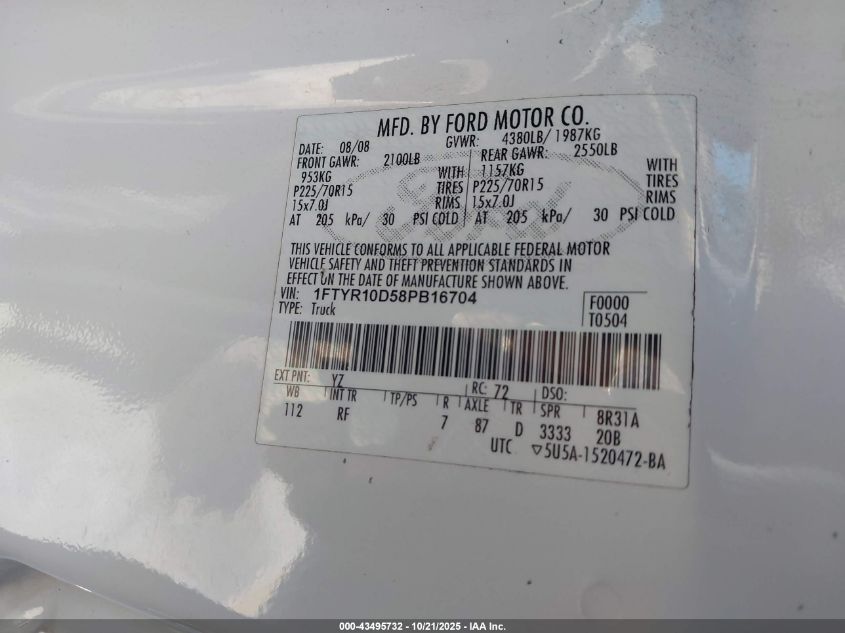 MFD. BY FORD MOTOR CO.
DATE: 08/08 GVWR: 4380LB/ 1987KG
FRONT GAWR: 2100LB REAR GAWR: 2550LB
953KG WITH 1157KG WITH
P225/70R15 TIRES P225/70R15 TIRES
15x7.0J RIMS 15x7.0J RIMS
AT 205 kPa/ 30 PSI COLD AT 205 kPa/ 30 PSI COLD
THIS VEHICLE CONFORMS TO ALL APPLICABLE FEDERAL MOTOR
VEHICLE SAFETY AND THEFT PREVENTION STANDARDS IN
EFFECT ON THE DATE OF MANUFACTURE SHOWN ABOVE.
VIN: 1FTYR10D58PB16704 F0000
TYPE: Truck T0504
EXT PNT: YZ RC: 72 DSO:
WB INT TR TP/PS R AXLE TR SPR 8R31A
112 RF 7 87 D 3333 20B
UTC ▽5U5A-1520472-BA
000-43495732 - 10/21/2025 - IAA Inc.